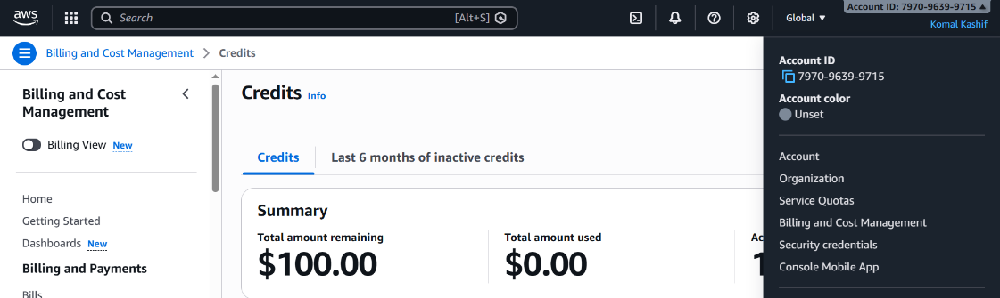 aws
Search
[Alt+S]
Global
Account ID: 7970-9639-9715
Komal Kashif
Billing and Cost Management
Credits
Account ID
7970-9639-9715
Account color
Unset
Account
Organization
Service Quotas
Billing and Cost Management
Security credentials
Console Mobile App
Billing and Cost
Management
Billing View New
Home
Getting Started
Dashboards New
Billing and Payments
Bills
Credits Info
Credits
Last 6 months of inactive credits
Summary
Total amount remaining
$100.00
Total amount used
$0.00
Ac
1